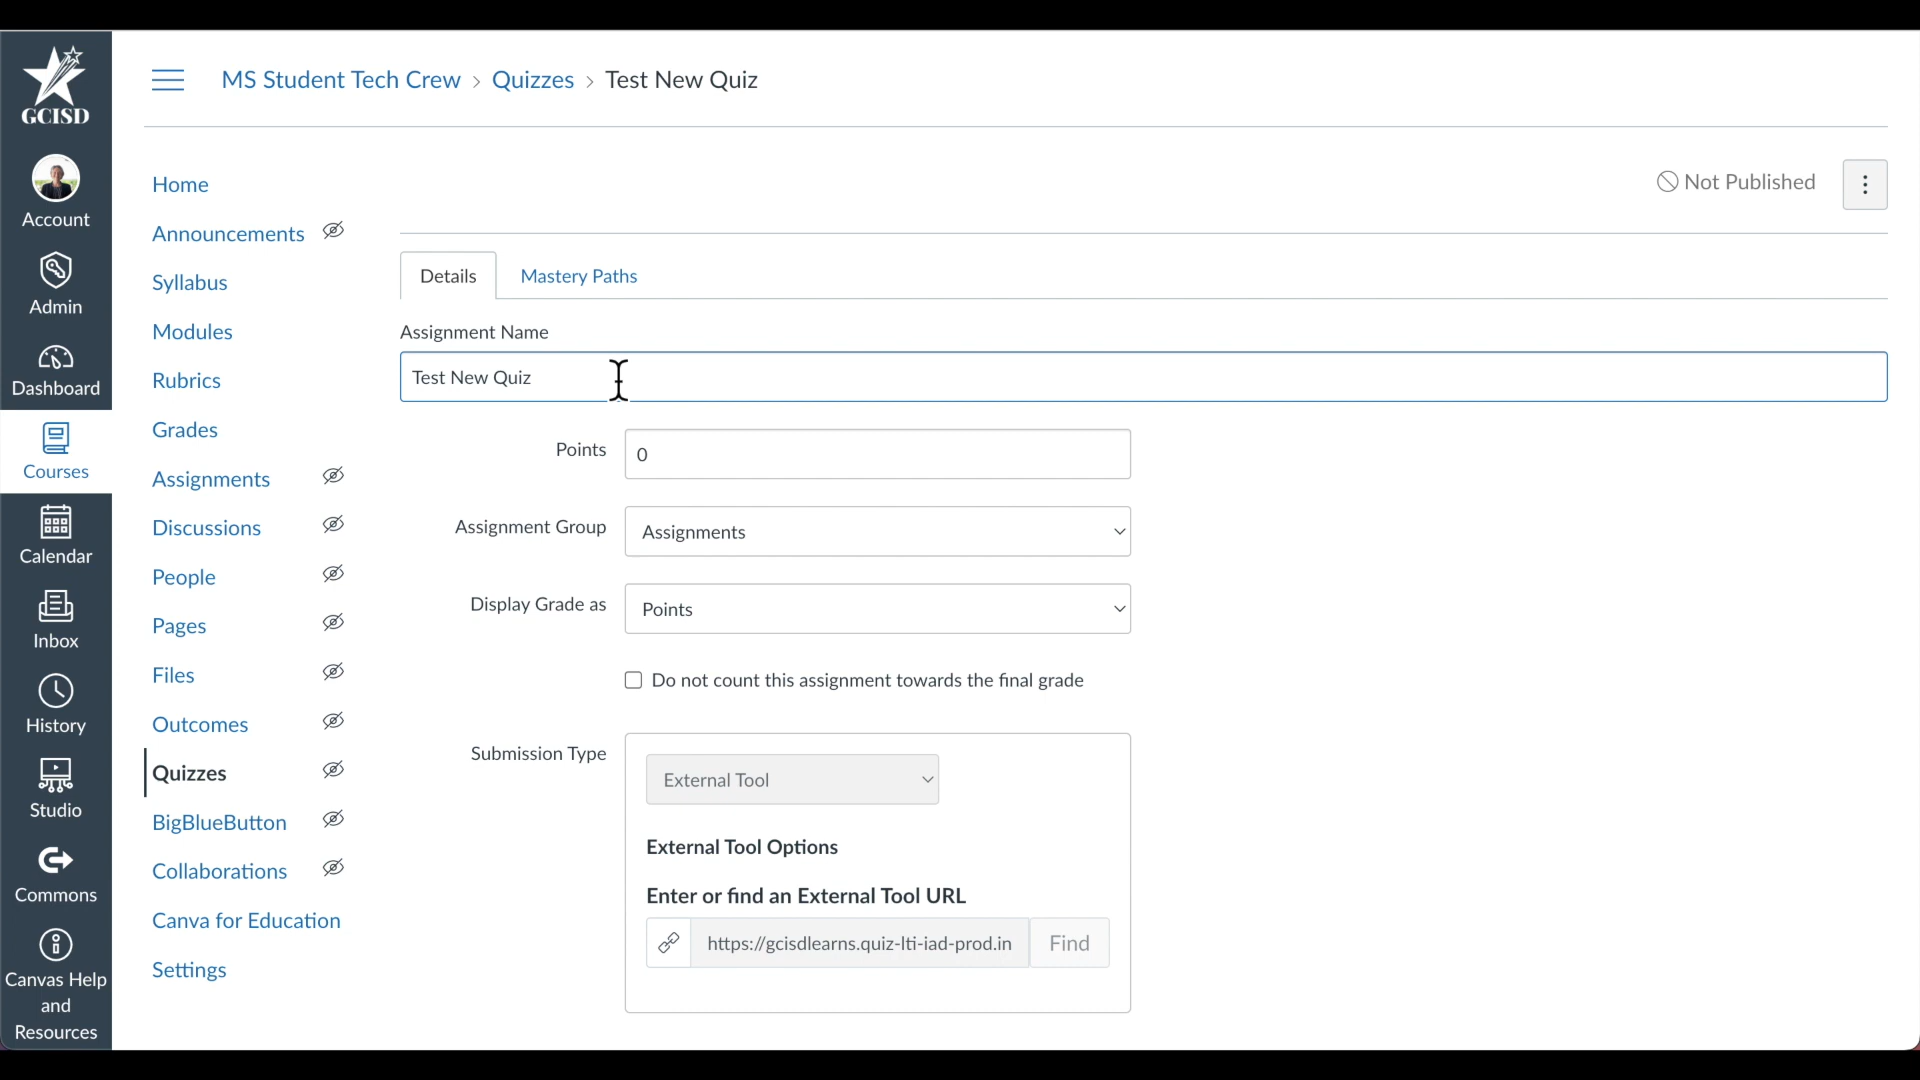 GCISD
Account
Admin
Dashboard
Courses
Calendar
Inbox
History
Studio
Commons
Canvas Help
and
Resources
MS Student Tech Crew › Quizzes › Test New Quiz
Home
Announcements
Syllabus
Modules
Rubrics
Grades
Assignments
Discussions
People
Pages
Files
Outcomes
Quizzes
BigBlueButton
Collaborations
Canva for Education
Settings
Not Published
Details Mastery Paths
Assignment Name
Test New Quiz
Points 0
Assignment Group Assignments
Display Grade as Points
Do not count this assignment towards the final grade
Submission Type
External Tool
External Tool Options
Enter or find an External Tool URL
https://gcisdlearns.quiz-lti-iad-prod.in Find